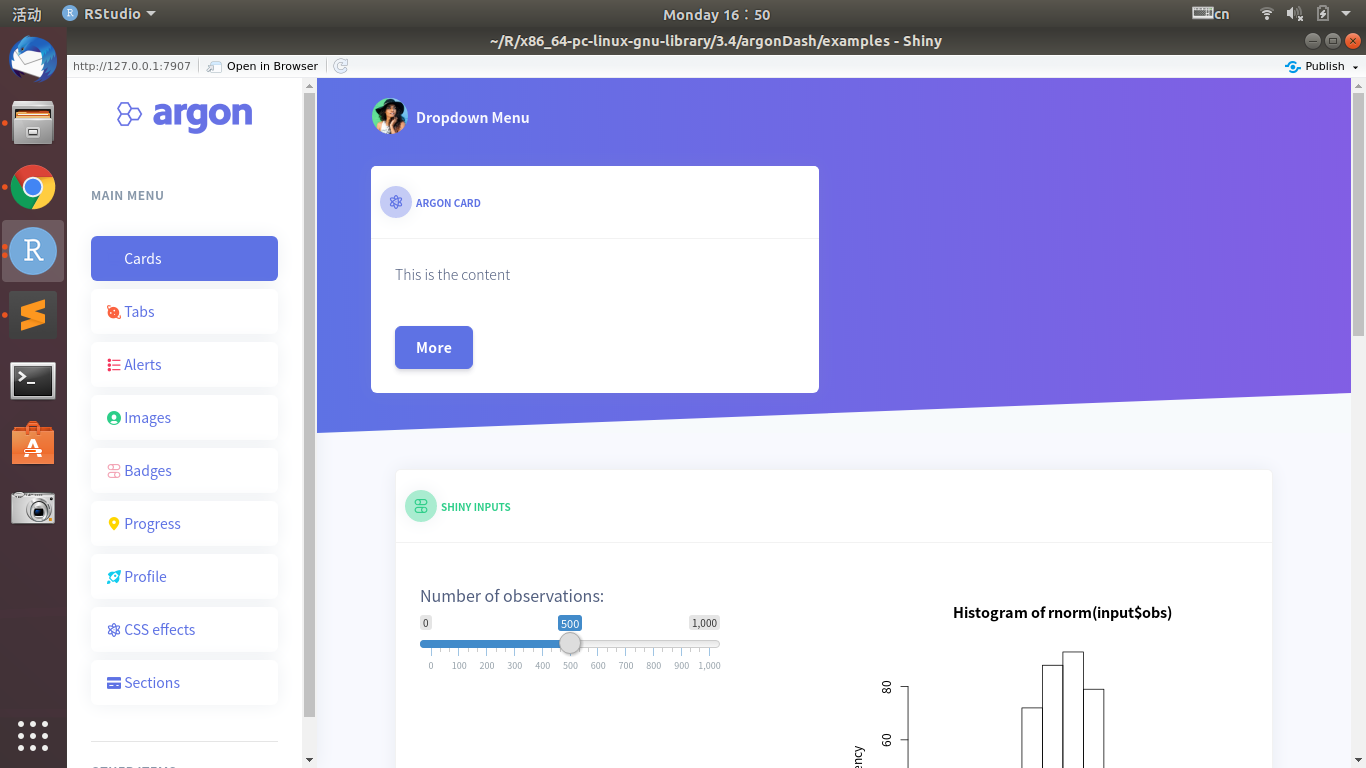 活动
RStudio
Monday 16：50
cn
~/R/x86_64-pc-linux-gnu-library/3.4/argonDash/examples - Shiny
http://127.0.0.1:7907
Open in Browser
Publish
argon
MAIN MENU
Cards
Tabs
Alerts
Images
Badges
Progress
Profile
CSS effects
Sections
Dropdown Menu
ARGON CARD
This is the content
More
SHINY INPUTS
Number of observations:
0
500
1,000
0 100 200 300 400 500 600 700 800 900 1,000
Histogram of rnorm(input$obs)
80
60
R